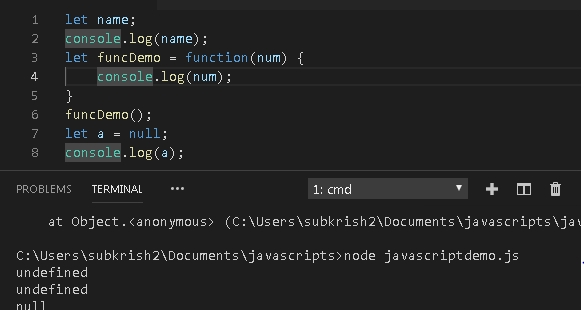 1 let name;
2 console.log(name);
3 let funcDemo = function(num) {
4 console.log(num);
5 }
6 funcDemo();
7 let a = null;
8 console.log(a);
PROBLEMS TERMINAL ••• 1: cmd
at Object.<anonymous> (C:\Users\subkrish2\Documents\javascripts\jav
C:\Users\subkrish2\Documents\javascripts>node javascriptdemo.js
undefined
undefined
null